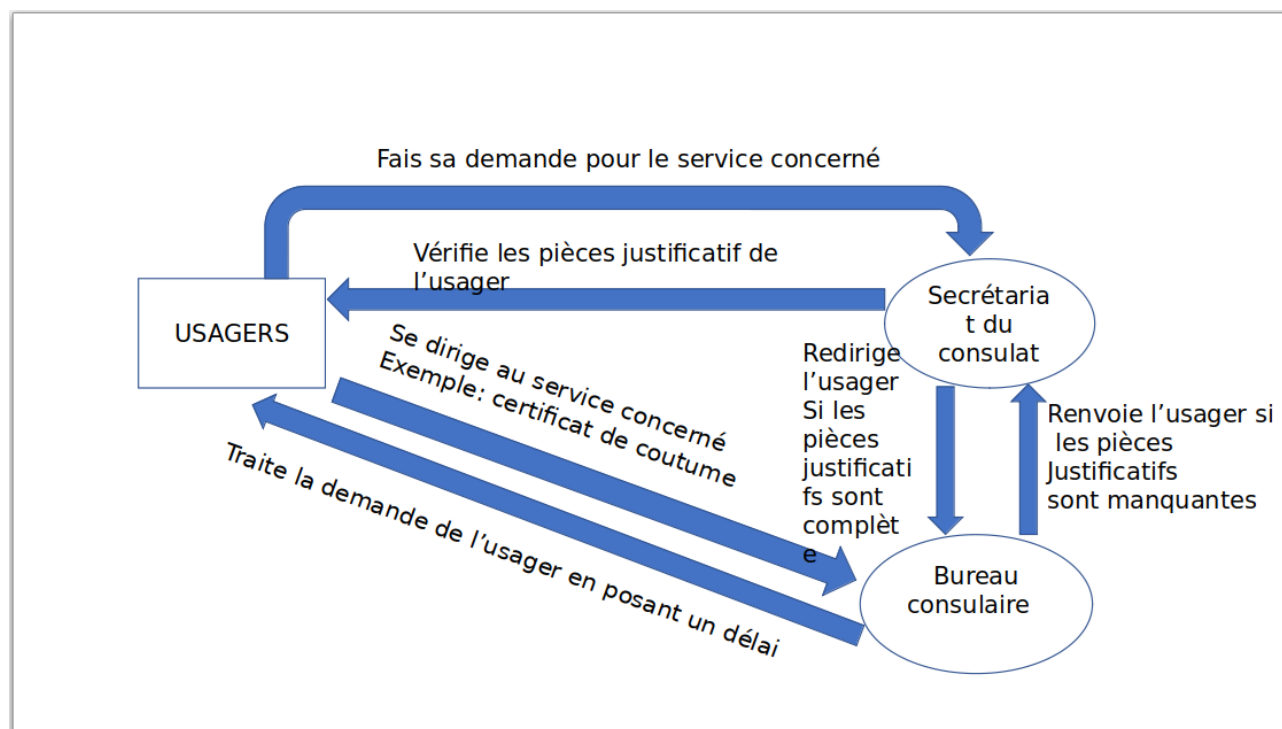 Fais sa demande pour le service concerné
Vérifie les pièces justificatif de
l’usager
USAGERS
Secrétaria
t du
consulat
Se dirige au service concerné
Exemple: certificat de coutume
Traite la demande de l’usager en posant un délai
Redirige
l’usager
Si les
pièces
justificati
fs sont
complèt
e
Renvoie l’usager si
les pièces
Justificatifs
sont manquantes
Bureau
consulaire